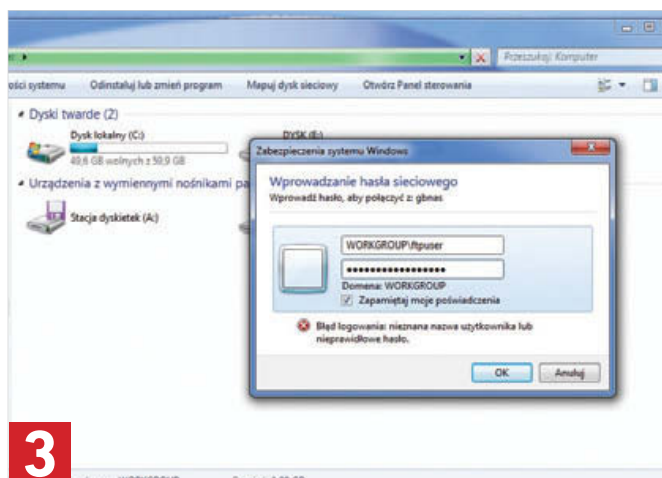 Przeszukaj: Komputer
ości systemu Odinstaluj lub zmień program Mapuj dysk sieciowy Otwórz Panel sterowania
Dyski twarde (2)
Dysk lokalny (C:)
49,6 GB wolnych z 59,9 GB
DYSK (E:)
Urządzenia z wymiennymi nośnikami pa
Stacja dyskietek (A:)
Zabezpieczenia systemu Windows
Wprowadzanie hasła sieciowego
Wprowadź hasło, aby połączyć z: gbnas
WORKGROUP\ftpuser
Domena: WORKGROUP
Zapamiętaj moje poświadczenia
Błąd logowania: nieznana nazwa użytkownika lub
nieprawidłowe hasło.
OK Anuluj
3